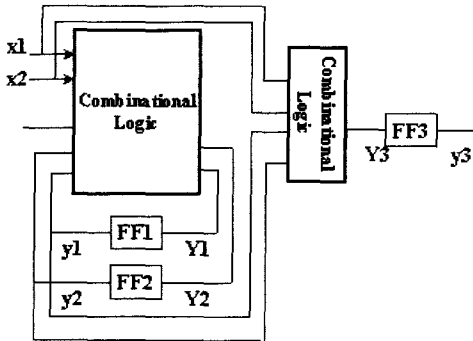 x1
x2
Combinational
Logic
Combinational
Logic
FF3
Y3
y3
FF1
y1
Y1
FF2
y2
Y2